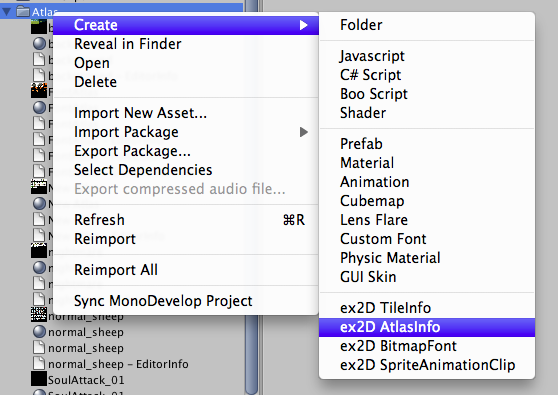 Atlas
Create
Reveal in Finder
Open
Delete
Import New Asset...
Import Package
Export Package...
Select Dependencies
Export compressed audio file...
Refresh ⌘R
Reimport
Reimport All
Sync MonoDevelop Project
Folder
Javascript
C# Script
Boo Script
Shader
Prefab
Material
Animation
Cubemap
Lens Flare
Custom Font
Physic Material
GUI Skin
ex2D TileInfo
ex2D AtlasInfo
ex2D BitmapFont
ex2D SpriteAnimationClip
normal_sheep
normal_sheep
normal_sheep
normal_sheep - EditorInfo
SoulAttack_01
SoulAttack_01